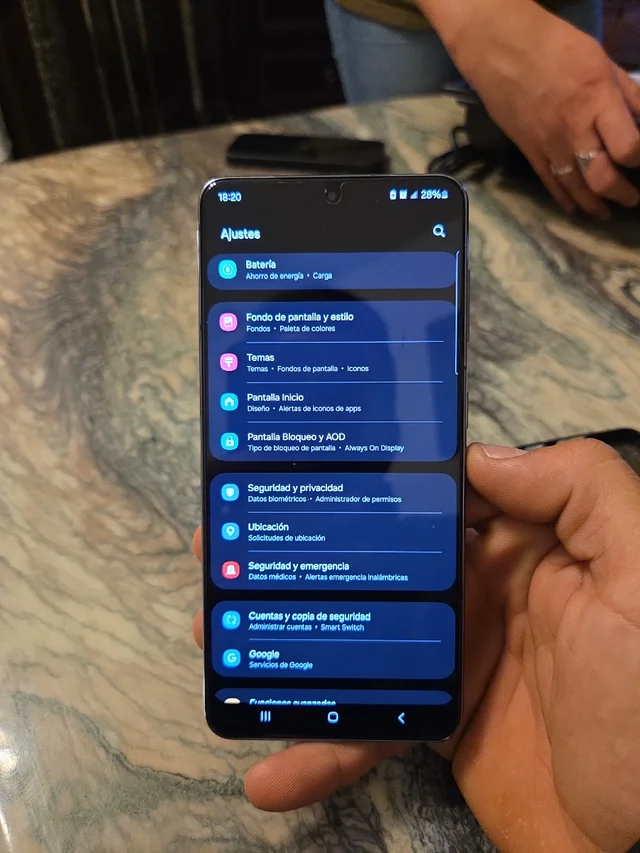 18:20
28%
Ajustes
Batería
Ahorro de energía • Carga
Fondo de pantalla y estilo
Fondos • Paleta de colores
Temas
Temas • Fondos de pantalla • Iconos
Pantalla Inicio
Diseño • Alertas de iconos de apps
Pantalla Bloqueo y AOD
Tipo de bloqueo de pantalla • Always On Display
Seguridad y privacidad
Datos biométricos • Administrador de permisos
Ubicación
Solicitudes de ubicación
Seguridad y emergencia
Datos médicos • Alertas emergencia inalámbricas
Cuentas y copia de seguridad
Administrar cuentas • Smart Switch
G
Google
Servicios de Google
Funciones avanzadas